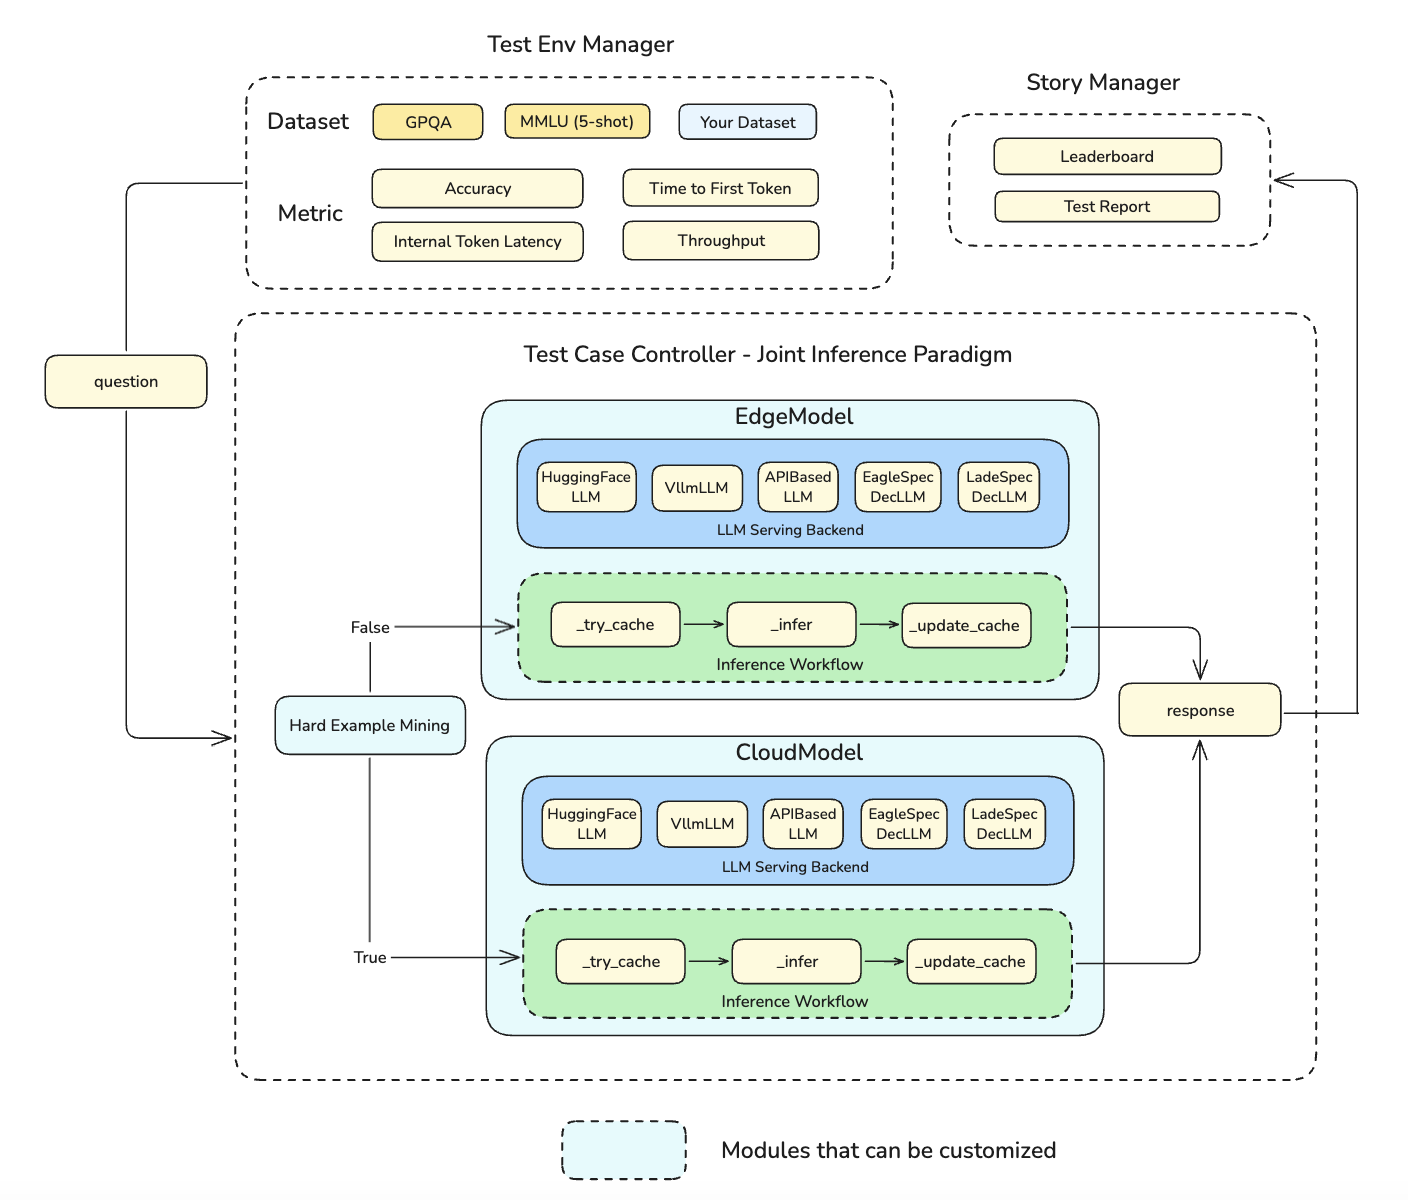 Test Env Manager
Dataset
GPQA
MMLU (5-shot)
Your Dataset
Metric
Accuracy
Time to First Token
Internal Token Latency
Throughput
Story Manager
Leaderboard
Test Report
question
Test Case Controller - Joint Inference Paradigm
EdgeModel
HuggingFace
LLM
VllmLLM
APIBased
LLM
EagleSpec
DecLLM
LadeSpec
DecLLM
LLM Serving Backend
False
_try_cache
_infer
_update_cache
Inference Workflow
Hard Example Mining
response
CloudModel
HuggingFace
LLM
VllmLLM
APIBased
LLM
EagleSpec
DecLLM
LadeSpec
DecLLM
LLM Serving Backend
True
_try_cache
_infer
_update_cache
Inference Workflow
Modules that can be customized